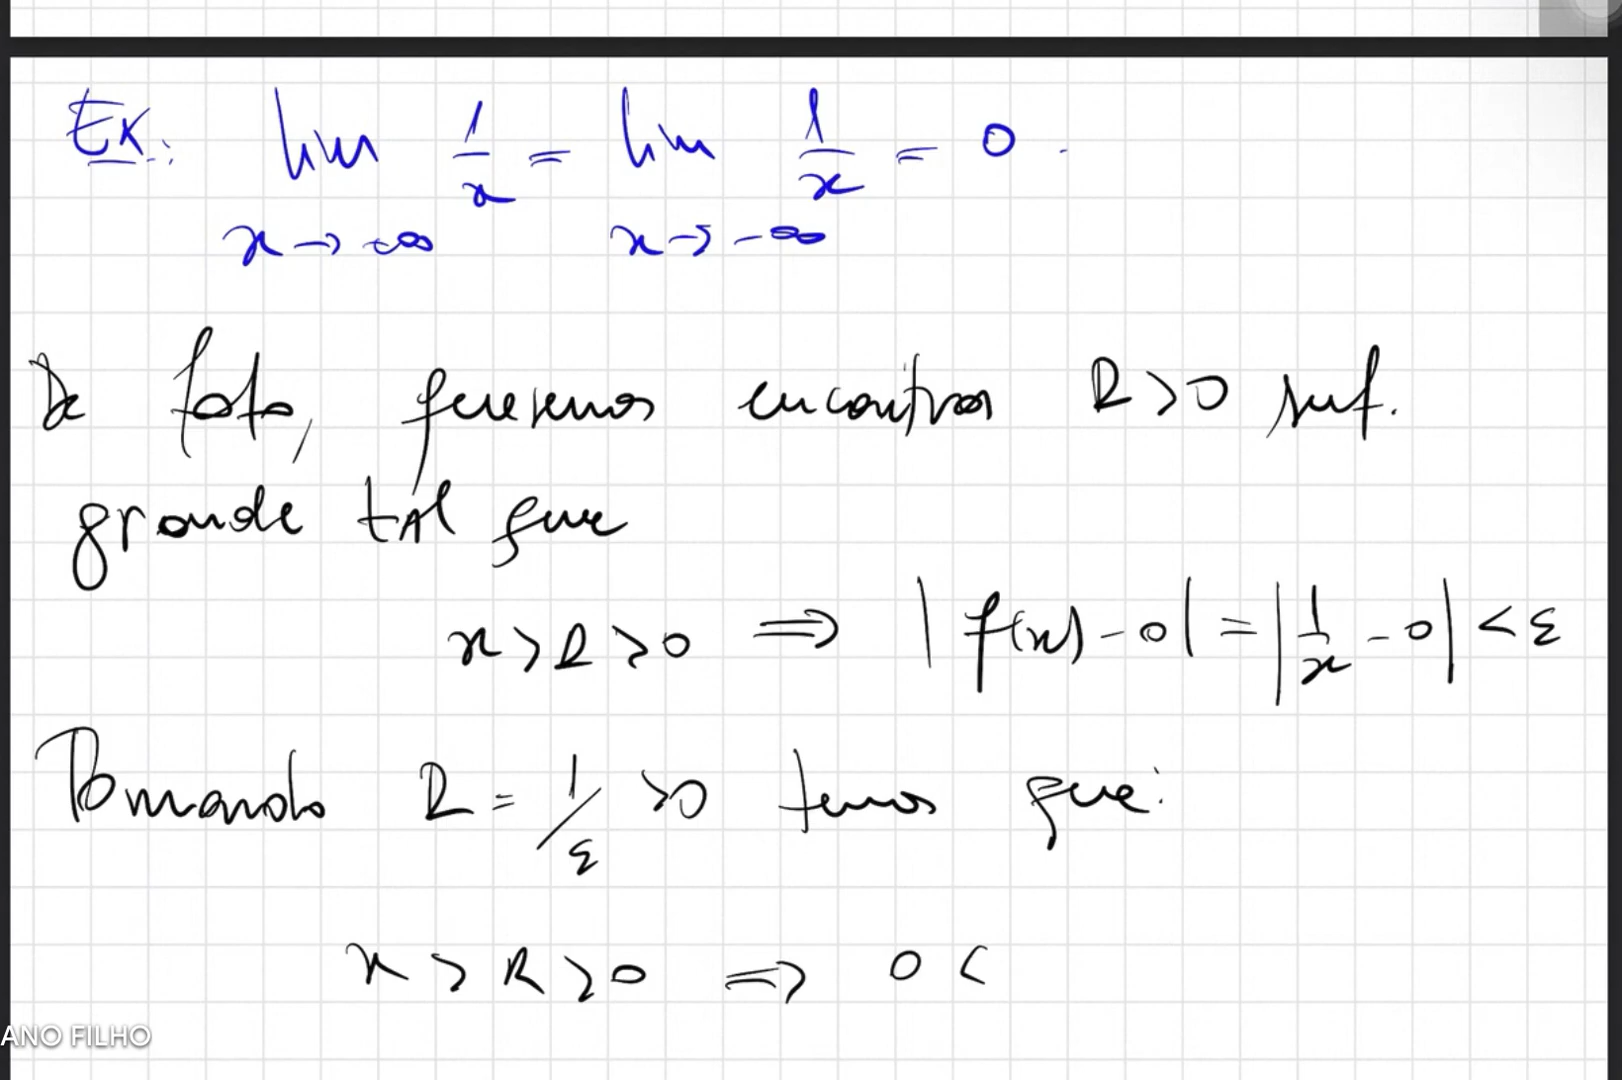 Ex.: lim 1/x = lim 1/x = 0.
x → +∞ x → -∞
De fato, queremos encontrar R>0 suf.
grande tal que
x > R > 0 ⟹ |f(x) - 0| = |1/x - 0| < ε
Tomando R = 1/ε >0 temos que:
x > R > 0 ⟹ 0 <
ANO FILHO